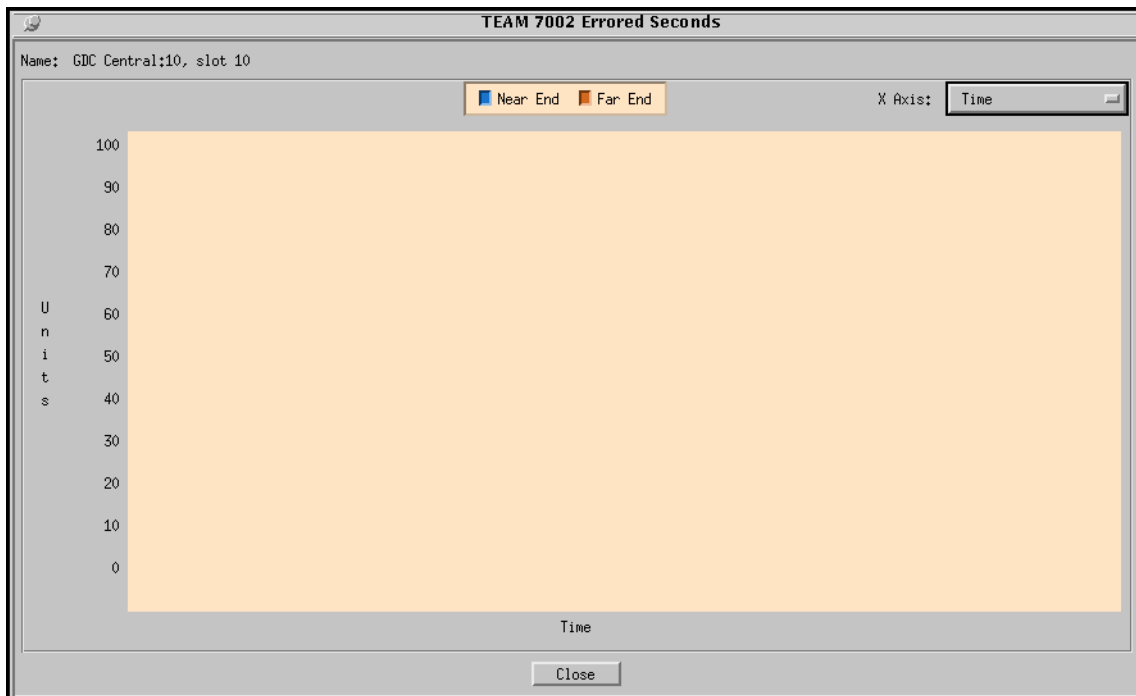 TEAM 7002 Errored Seconds
Name: GDC Central:10, slot 10
Near End Far End
X Axis: Time
100
90
80
70
60
50
40
30
20
10
0
Units
Time
Close